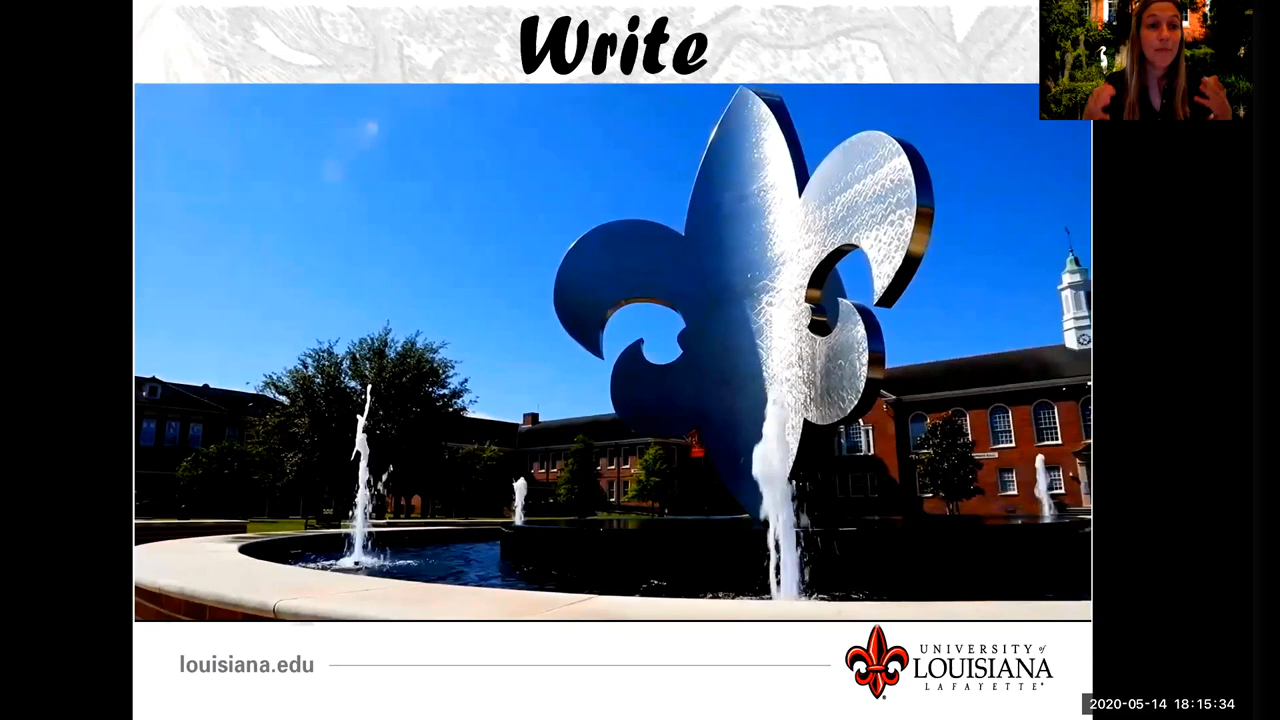 Write
louisiana.edu
UNIVERSITY of
LOUISIANA
LAFAYETTE
2020-05-14 18:15:34